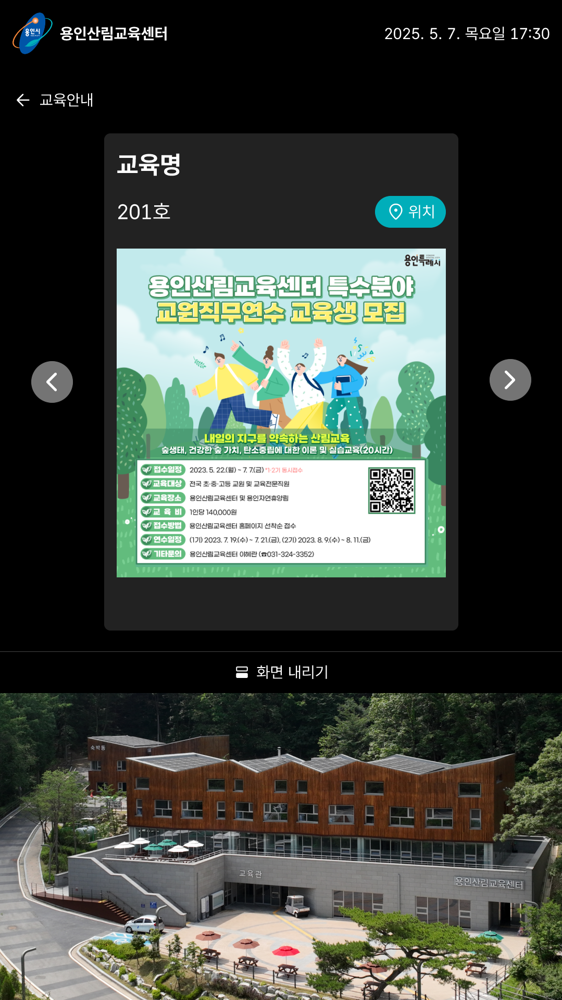 용인시
용인산림교육센터
2025. 5. 7. 목요일 17:30
교육안내
교육명
201호
위치
용인특례시
용인산림교육센터 특수분야
교원직무연수 교육생 모집
내일의 지구를 약속하는 산림교육
숲생태, 건강한 숲 가치, 탄소중립에 대한 이론 및 실습교육(20시간)
접수일정 2023. 5. 22.(월) ~ 7. 7.(금) *1·2기 동시접수
교육대상 전국 초·중·고등 교원 및 교육전문직원
교육장소 용인산림교육센터 및 용인자연휴양림
교 육 비 1인당 140,000원
접수방법 용인산림교육센터 홈페이지 선착순 접수
연수일정 (1기) 2023. 7. 19.(수) ~ 7. 21.(금), (2기) 2023. 8. 9.(수) ~ 8. 11.(금)
기타문의 용인산림교육센터 이혜란 (☎031-324-3352)
화면 내리기
숙박동
교육관
용인산림교육센터